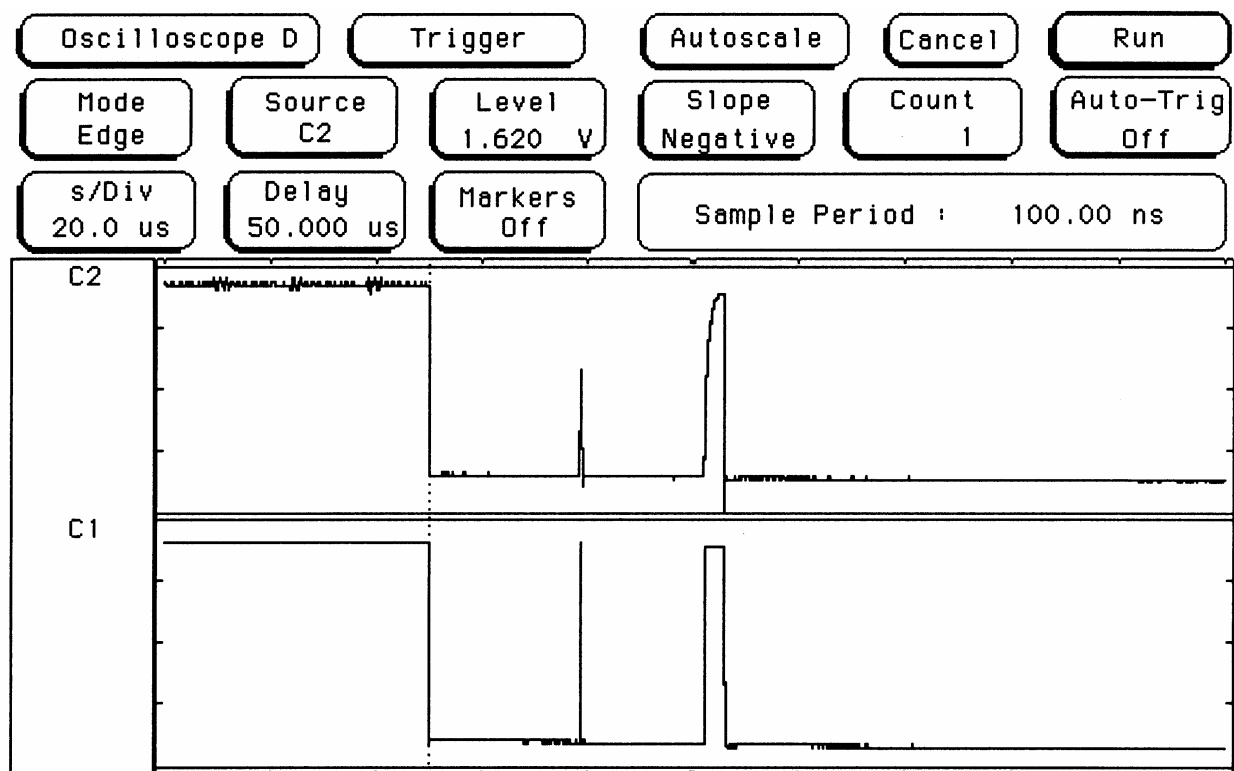 Oscilloscope D Trigger Autoscale Cancel Run
Mode Source Level Slope Count Auto-Trig
Edge C2 1.620 V Negative 1 Off
s/Div Delay Markers Sample Period : 100.00 ns
20.0 us 50.000 us Off
C2
C1